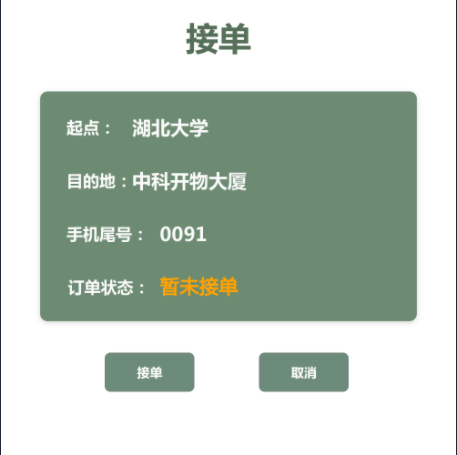 接单
起点： 湖北大学
目的地：中科开物大厦
手机尾号： 0091
订单状态： 暂未接单
接单 取消